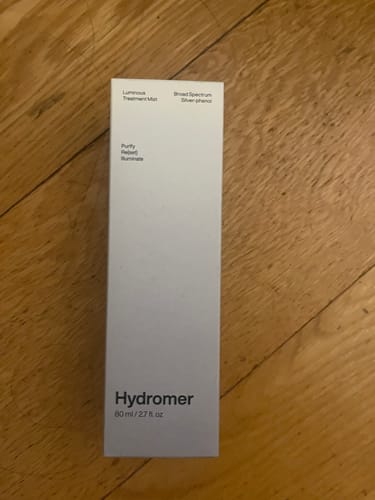 Luminous
Treatment Mist
Broad Spectrum
Silver-phenol
Purify
Re(set)
Illuminate
Hydromer
80 ml / 2.7 fl. oz